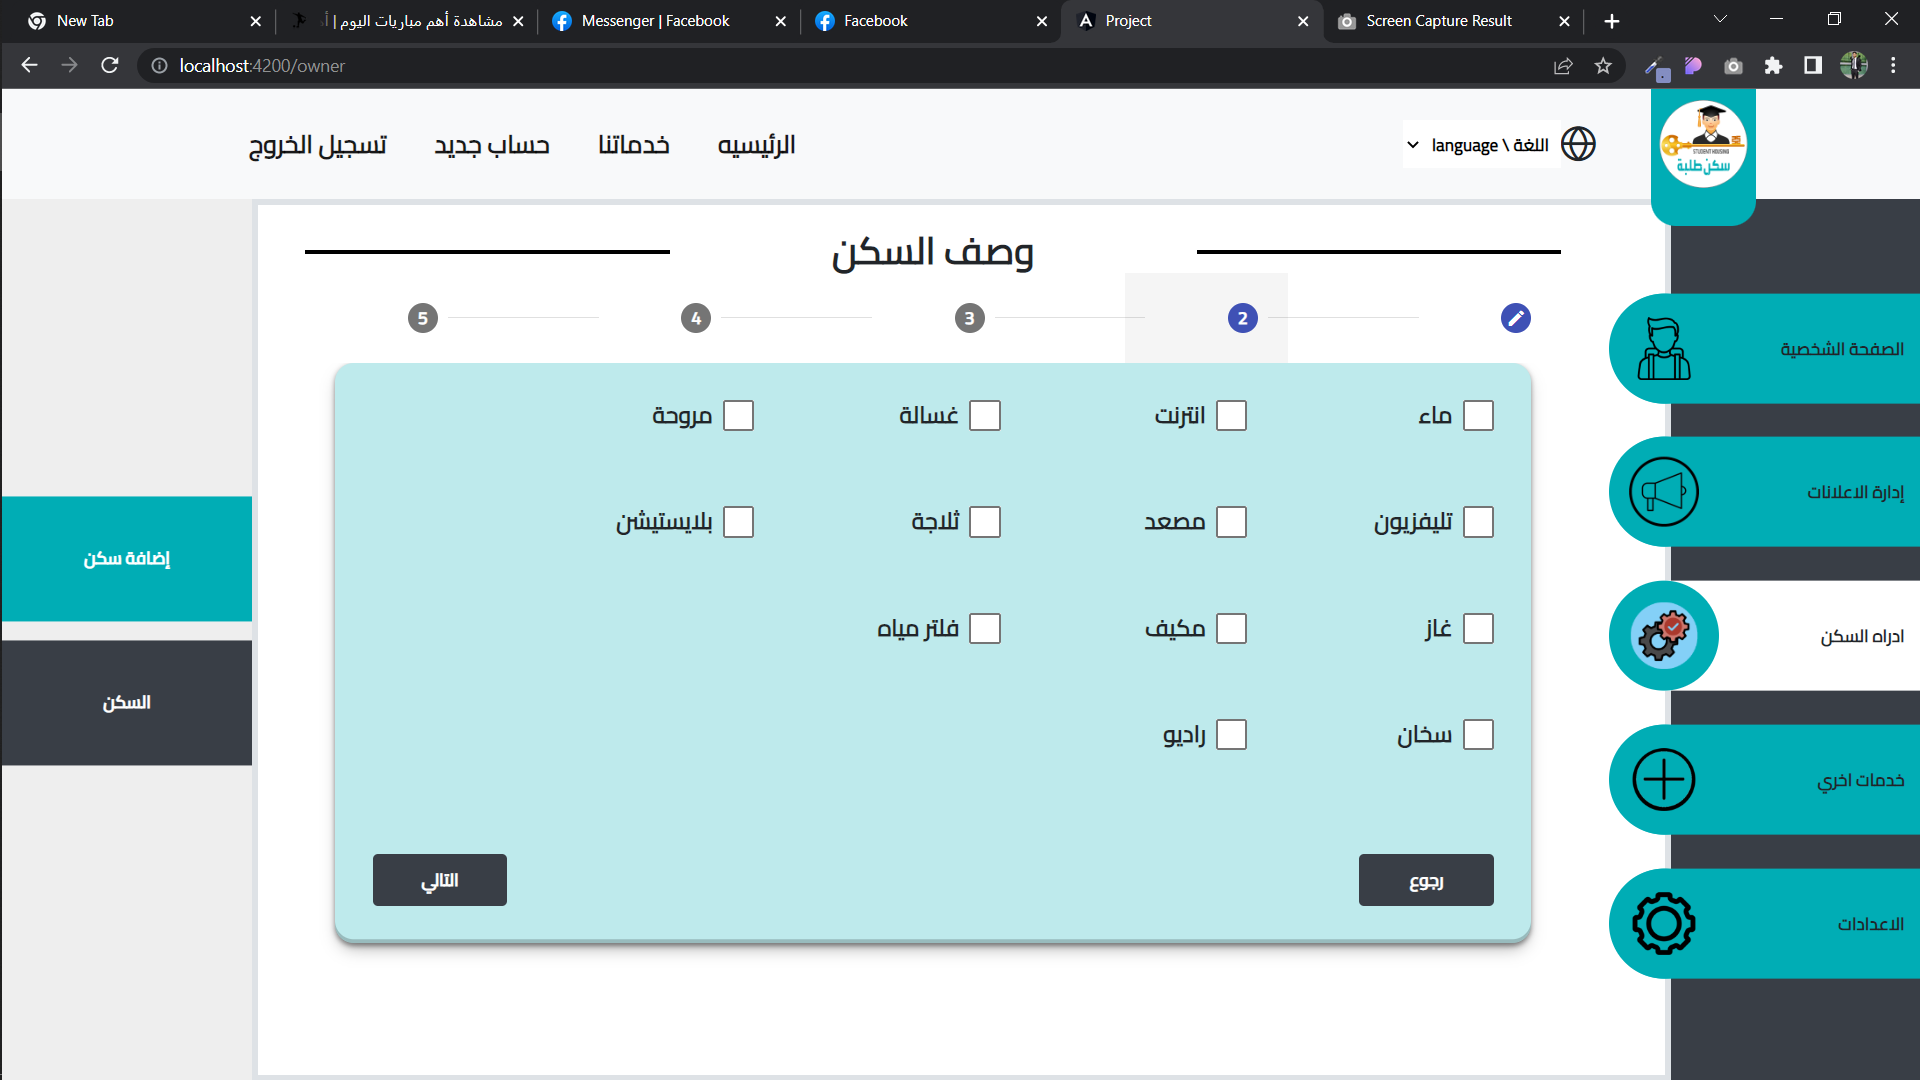 New Tab
مشاهدة أهم مباريات اليوم | أ
Messenger | Facebook
Facebook
Project
Screen Capture Result
localhost:4200/owner
اللغة \ language
الرئيسيه
خدماتنا
حساب جديد
تسجيل الخروج
STUDENT HOUSING
سكن طلبة
وصف السكن
2
3
4
5
ماء
انترنت
غسالة
مروحة
تليفزيون
مصعد
ثلاجة
بلايستيشن
غاز
مكيف
فلتر مياه
سخان
راديو
رجوع
التالي
الصفحة الشخصية
إدارة الاعلانات
ادراه السكن
خدمات اخري
الاعدادات
إضافة سكن
السكن